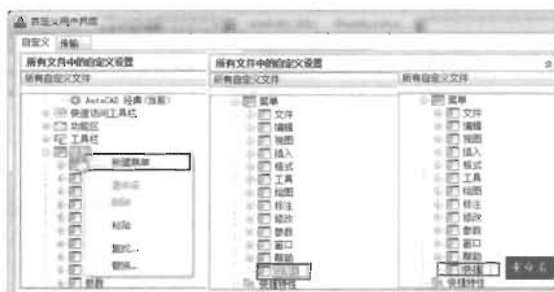 自定义用户界面
自定义 传输
所有文件中的自定义设置
所有自定义文件
AutoCAD 经典(当前)
快速访问工具栏
功能区
工具栏
新建菜单
粘贴
查找...
替换...
参数
所有文件中的自定义设置
所有自定义文件
菜单
文件
编辑
视图
插入
格式
工具
绘图
标注
修改
参数
窗口
帮助
快捷特性
所有自定义文件
菜单
文件
编辑
视图
插入
格式
工具
绘图
标注
修改
参数
窗口
帮助
快捷特性